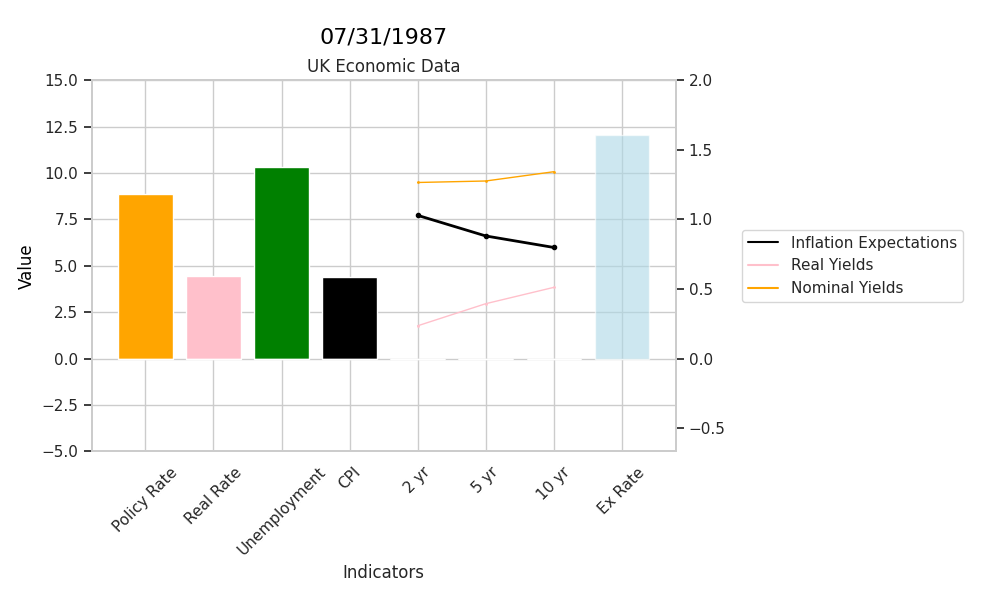 07/31/1987
UK Economic Data
15.0
12.5
10.0
7.5
5.0
2.5
0.0
−2.5
−5.0
Value
2.0
1.5
1.0
0.5
0.0
−0.5
Policy Rate
Real Rate
Unemployment
CPI
2 yr
5 yr
10 yr
Ex Rate
Indicators
Inflation Expectations
Real Yields
Nominal Yields